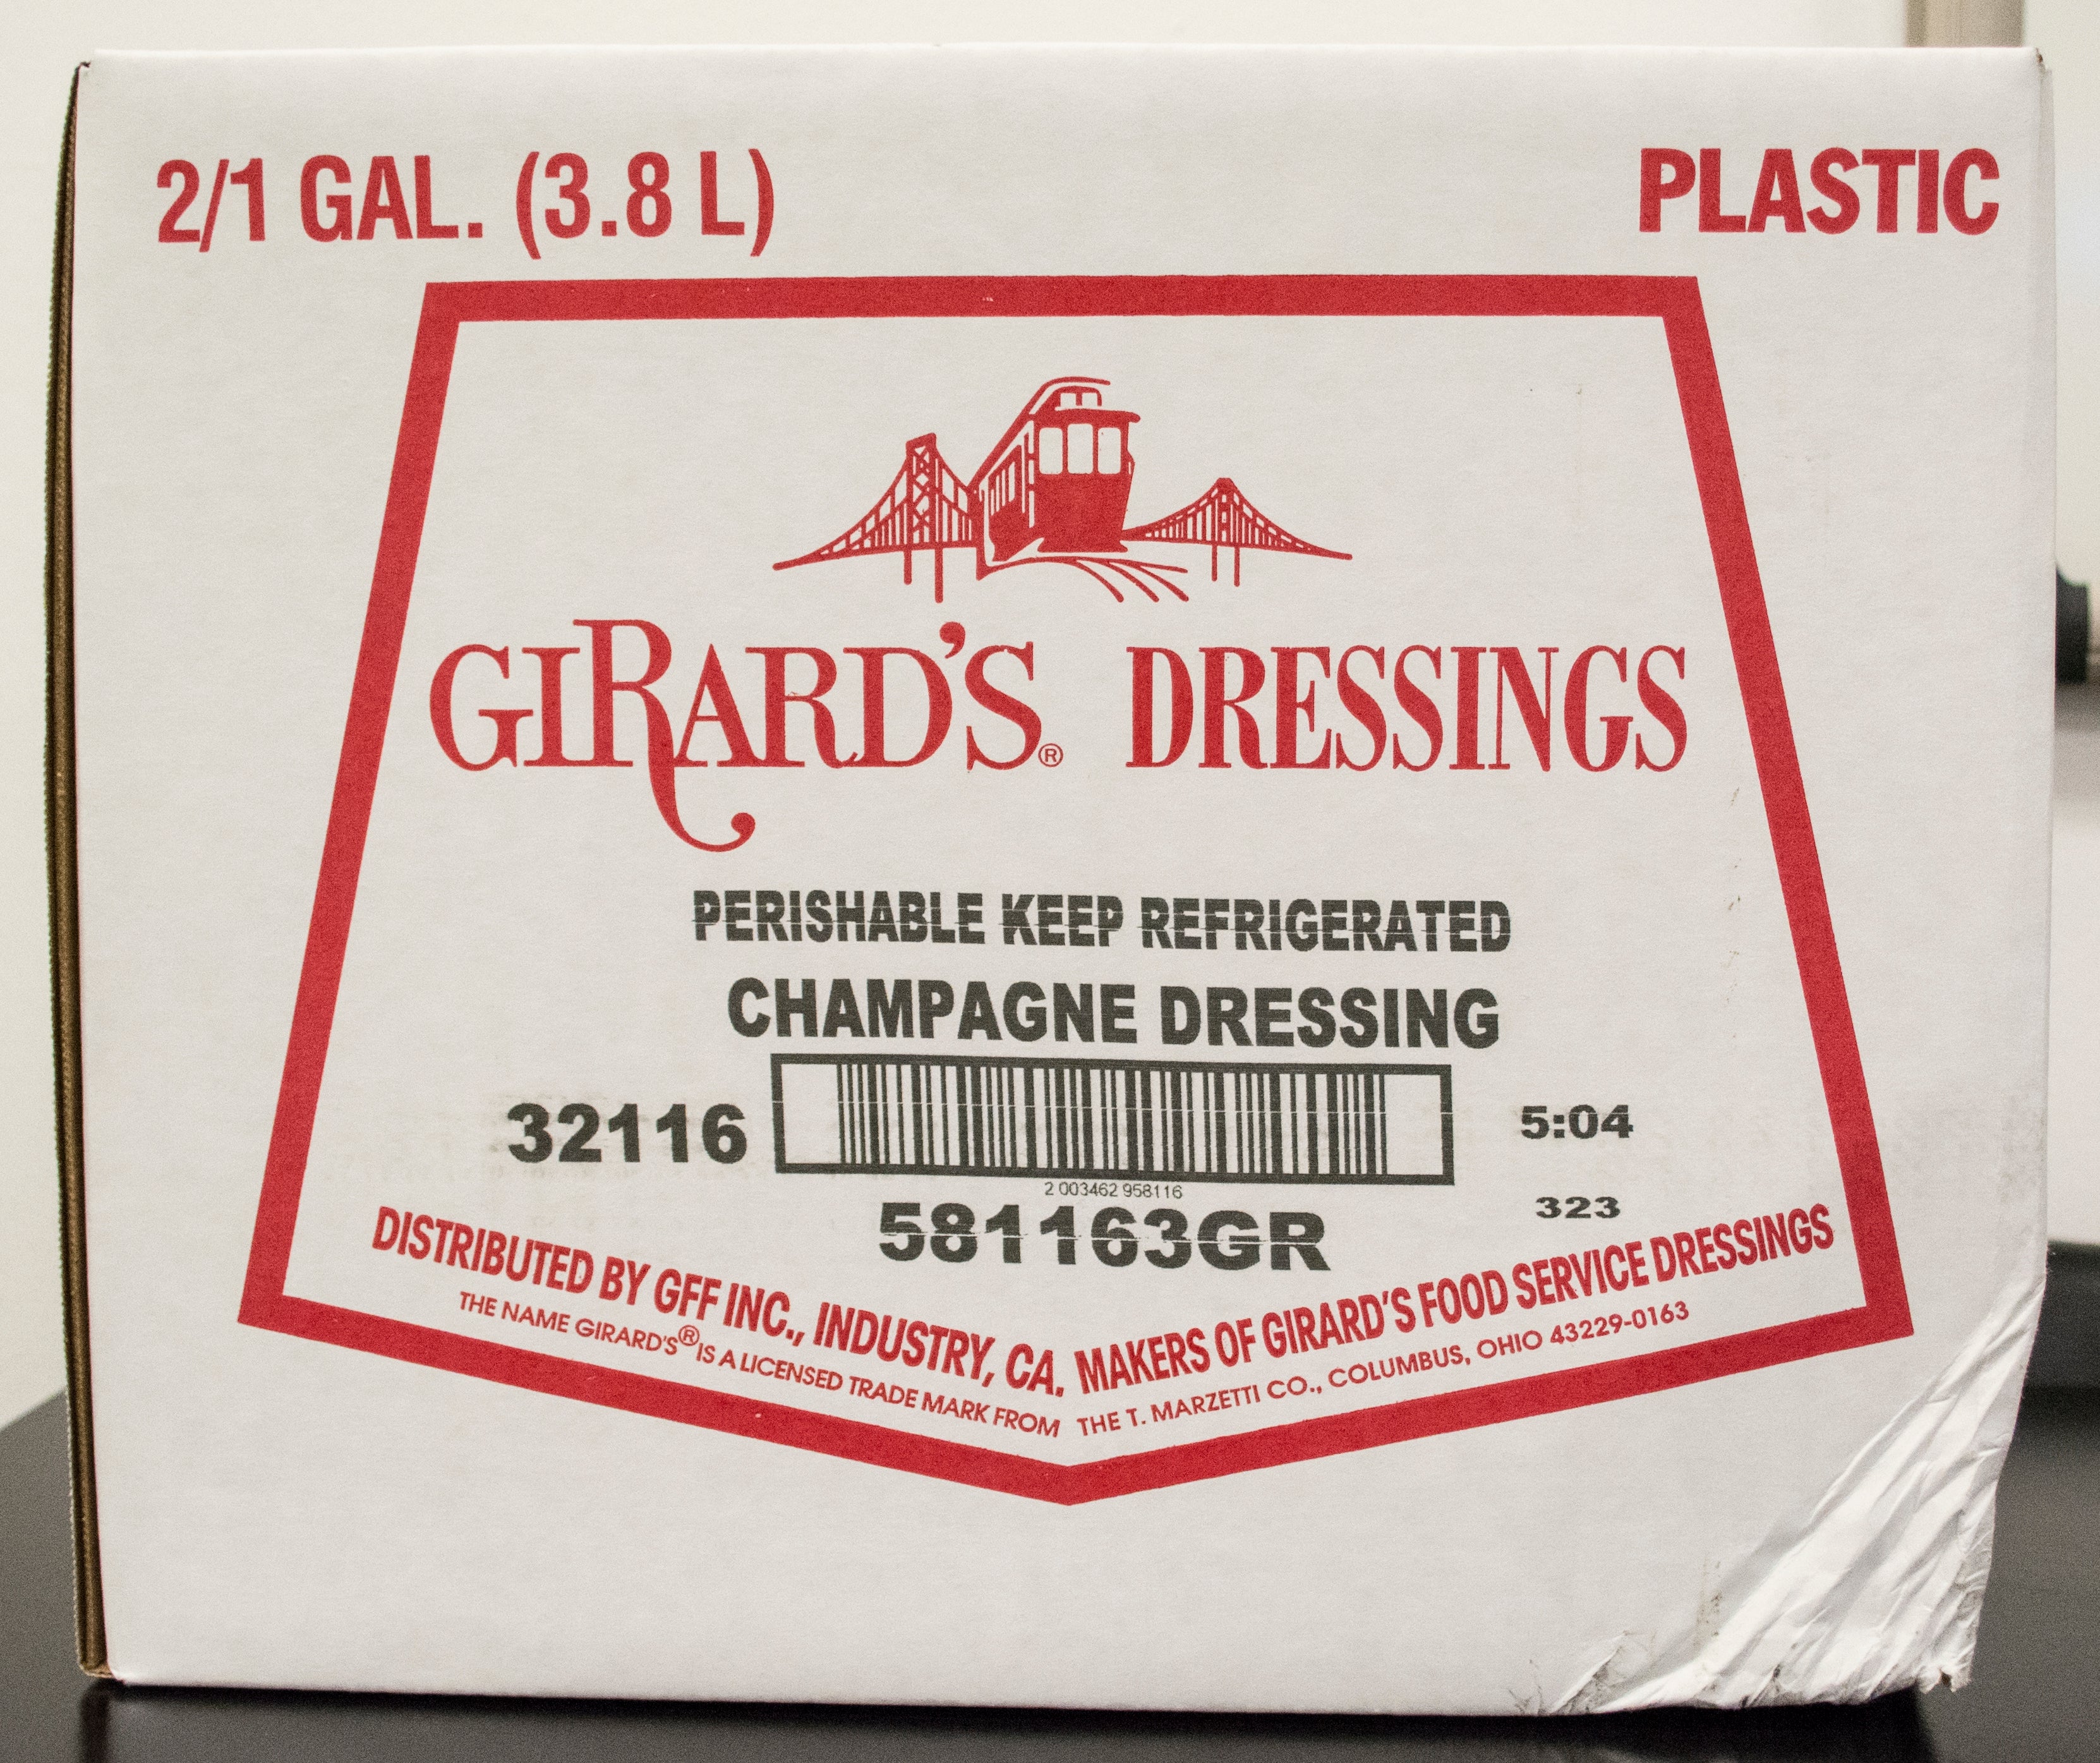 2/1 GAL. (3.8 L)
PLASTIC
GIRARD'S® DRESSINGS
PERISHABLE KEEP REFRIGERATED
CHAMPAGNE DRESSING
32116
5:04
2 003462 958116
323
581163GR
DISTRIBUTED BY GFF INC., INDUSTRY, CA. MAKERS OF GIRARD'S FOOD SERVICE DRESSINGS
THE NAME GIRARD'S® IS A LICENSED TRADE MARK FROM THE T. MARZETTI CO., COLUMBUS, OHIO 43229-0163